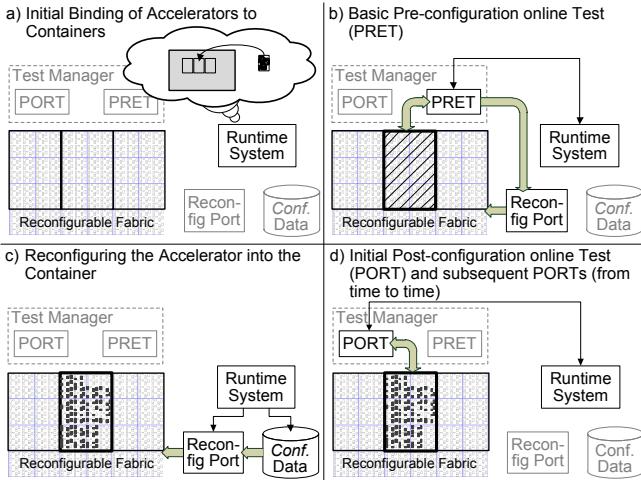 a) Initial Binding of Accelerators to
Containers
Test Manager
PORT
PRET
Runtime
System
Recon-
fig Port
Conf.
Data
Reconfigurable Fabric
b) Basic Pre-configuration online Test
(PRET)
Test Manager
PORT
PRET
Runtime
System
Recon-
fig Port
Conf.
Data
Reconfigurable Fabric
c) Reconfiguring the Accelerator into the
Container
Test Manager
PORT
PRET
Runtime
System
Recon-
fig Port
Conf.
Data
Reconfigurable Fabric
d) Initial Post-configuration online Test
(PORT) and subsequent PORTs (from
time to time)
Test Manager
PORT
PRET
Runtime
System
Recon-
fig Port
Conf.
Data
Reconfigurable Fabric